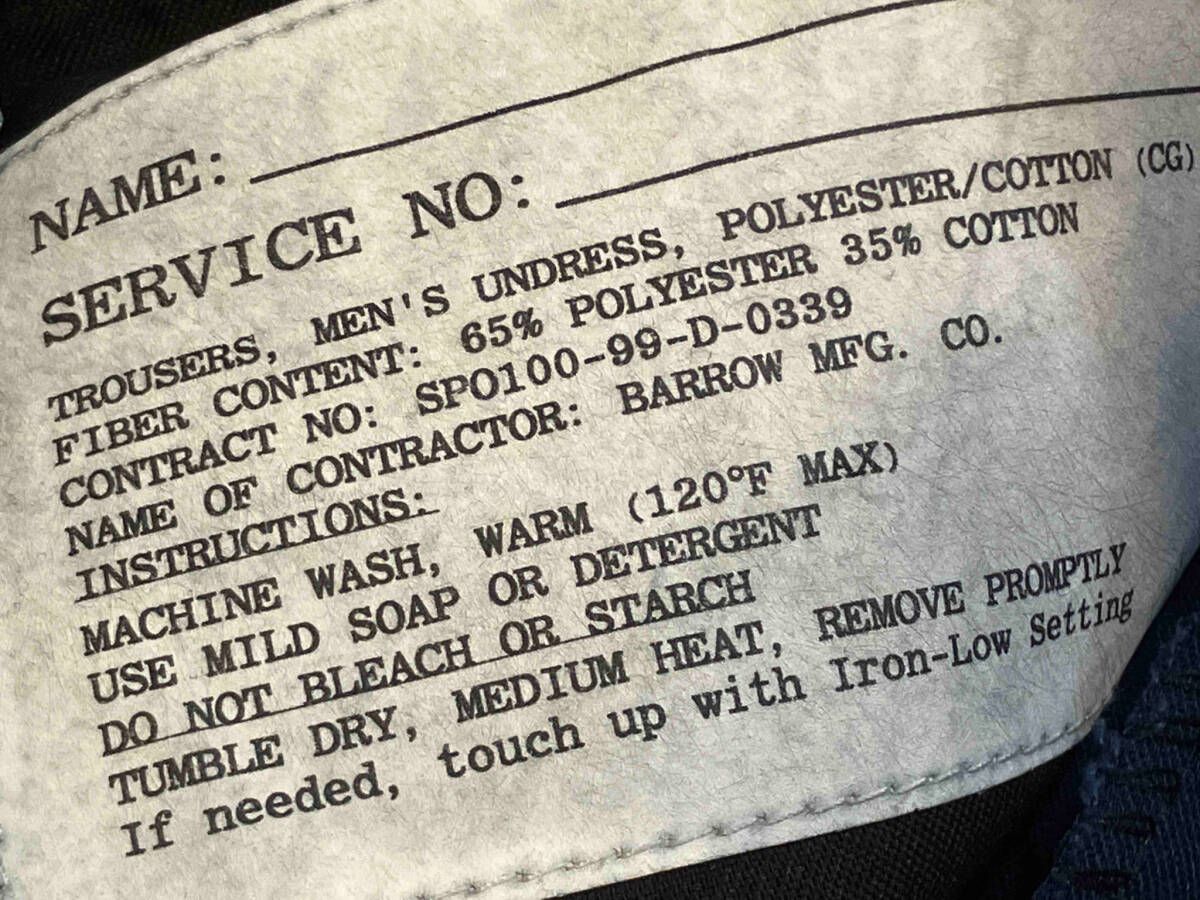 NAME:
SERVICE NO:
TROUSERS, MEN'S UNDRESS, POLYESTER/COTTON (CG)
FIBER CONTENT: 65% POLYESTER 35% COTTON
CONTRACT NO: SPO100-99-D-0339
NAME OF CONTRACTOR: BARROW MFG. CO.
INSTRUCTIONS:
MACHINE WASH, WARM (120°F MAX)
USE MILD SOAP OR DETERGENT
DO NOT BLEACH OR STARCH
TUMBLE DRY, MEDIUM HEAT, REMOVE PROMPTLY
If needed, touch up with Iron-Low Setting